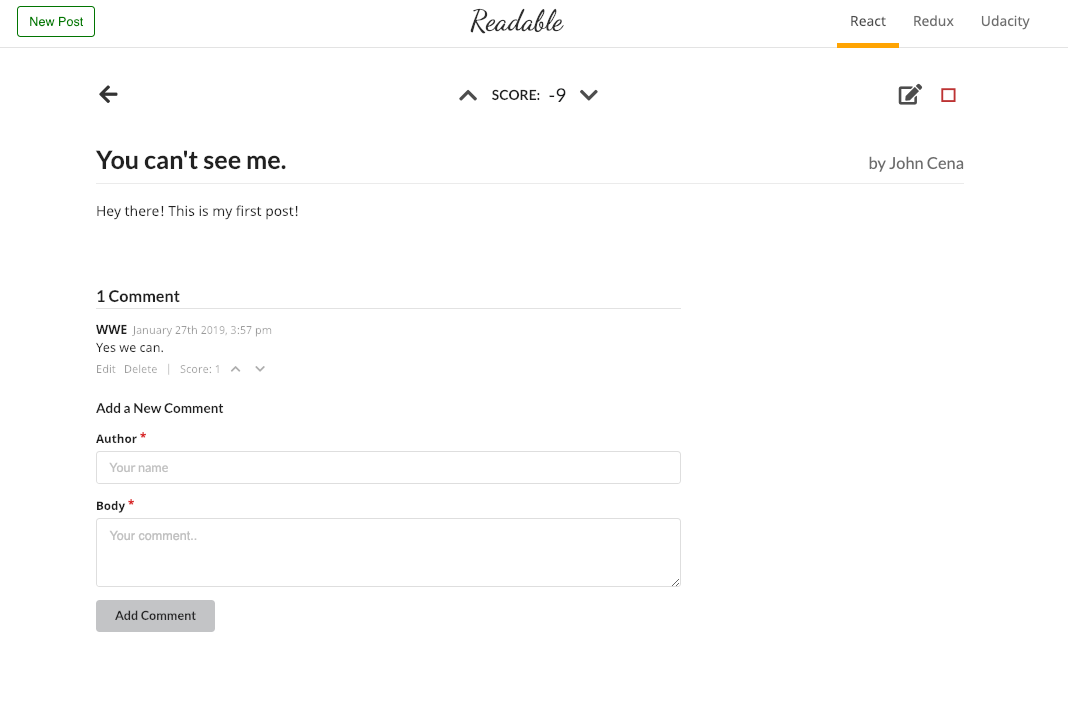 New Post
Readable
React
Redux
Udacity
SCORE: -9
You can't see me.
by John Cena
Hey there! This is my first post!
1 Comment
WWE January 27th 2019, 3:57 pm
Yes we can.
Edit Delete | Score: 1
Add a New Comment
Author *
Your name
Body *
Your comment..
Add Comment